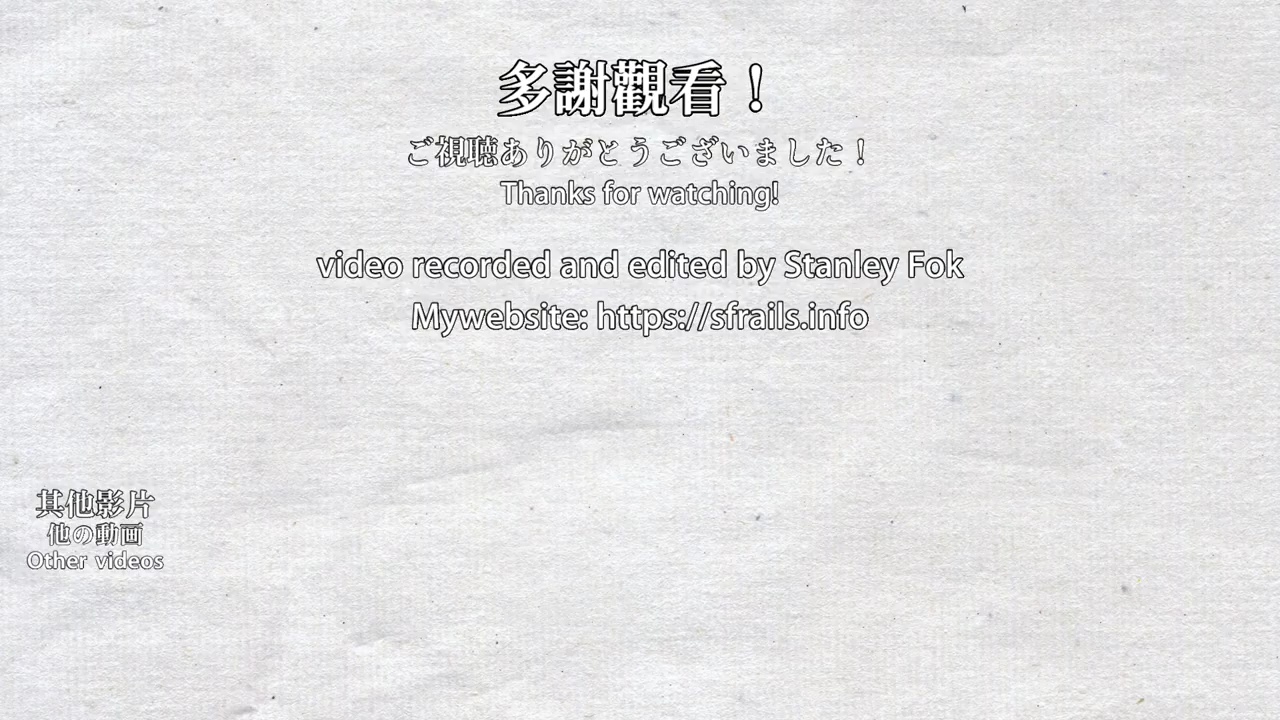 多謝觀看！
ご視聴ありがとうございました！
Thanks for watching!
video recorded and edited by Stanley Fok
Mywebsite: https://sfrails.info
其他影片
他の動画
Other videos